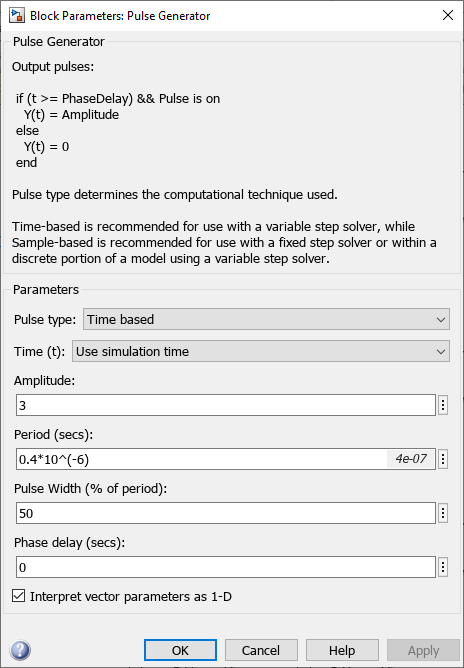 Block Parameters: Pulse Generator
Pulse Generator
Output pulses:
if (t >= PhaseDelay) && Pulse is on
Y(t) = Amplitude
else
Y(t) = 0
end
Pulse type determines the computational technique used.
Time-based is recommended for use with a variable step solver, while
Sample-based is recommended for use with a fixed step solver or within a
discrete portion of a model using a variable step solver.
Parameters
Pulse type: Time based
Time (t): Use simulation time
Amplitude:
3
Period (secs):
0.4*10^(-6) 4e-07
Pulse Width (% of period):
50
Phase delay (secs):
0
Interpret vector parameters as 1-D
? OK Cancel Help Apply